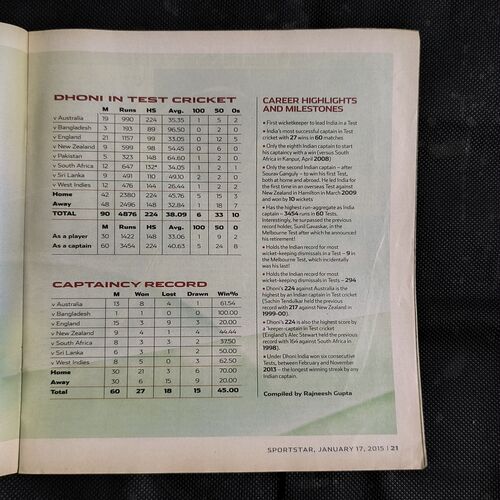 DHONI IN TEST CRICKET
M Runs HS Avg. 100 50 0s
v Australia 19 990 224 35.35 1 5 2
v Bangladesh 3 193 89 96.50 0 2 0
v England 21 1157 99 33.05 0 12 5
v New Zealand 9 599 98 54.45 0 6 0
v Pakistan 5 323 148 64.60 1 2 0
v South Africa 12 647 132* 34.05 1 2 1
v Sri Lanka 9 491 110 49.10 2 2 0
v West Indies 12 476 144 26.44 1 2 2
Home 42 2380 224 45.76 5 15 3
Away 48 2496 148 32.84 1 18 7
TOTAL 90 4876 224 38.09 6 33 10
M Runs HS Avg. 100 50 0
As a player 30 1422 148 33.06 1 9 2
As a captain 60 3454 224 40.63 5 24 8
CAPTAINCY RECORD
M Won Lost Drawn Win%
v Australia 13 8 4 1 61.54
v Bangladesh 1 1 0 0 100.00
v England 15 3 9 3 20.00
v New Zealand 9 4 1 4 44.44
v South Africa 8 3 3 2 37.50
v Sri Lanka 6 3 1 2 50.00
v West Indies 8 5 0 3 62.50
Home 30 21 3 6 70.00
Away 30 6 15 9 20.00
Total 60 27 18 15 45.00
CAREER HIGHLIGHTS
AND MILESTONES
• First wicketkeeper to lead India in a Test
• India's most successful captain in Test
cricket with 27 wins in 60 matches
• Only the eighth Indian captain to start
his captaincy with a win (versus South
Africa in Kanpur, April 2008)
• Only the second Indian captain – after
Sourav Ganguly – to win his first Test,
both at home and abroad. He led India for
the first time in an overseas Test against
New Zealand in Hamilton in March 2009
and won by 10 wickets
• Has the highest run-aggregate as India
captain – 3454 runs in 60 Tests.
Interestingly, he surpassed the previous
record holder, Sunil Gavaskar, in the
Melbourne Test after which he announced
his retirement!
• Holds the Indian record for most
wicket-keeping dismissals in a Test – 9 in
the Melbourne Test, which incidentally
was his last!
• Holds the Indian record for most
wicket-keeping dismissals in Tests – 294
• Dhoni's 224 against Australia is the
highest by an Indian captain in Test cricket
(Sachin Tendulkar held the previous
record with 217 against New Zealand in
1999-00).
• Dhoni's 224 is also the highest score by
a 'keeper-captain in Test cricket
(England's Alec Stewart held the previous
record with 164 against South Africa in
1998).
• Under Dhoni India won six consecutive
Tests, between February and November
2013 – the longest winning streak by any
Indian captain.
Compiled by Rajneesh Gupta
SPORTSTAR, JANUARY 17, 2015 | 21